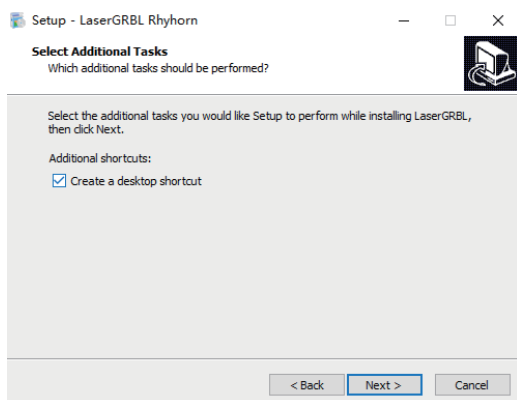 Setup - LaserGRBL Rhyhorn
Select Additional Tasks
Which additional tasks should be performed?
Select the additional tasks you would like Setup to perform while installing LaserGRBL,
then click Next.
Additional shortcuts:
Create a desktop shortcut
< Back Next > Cancel